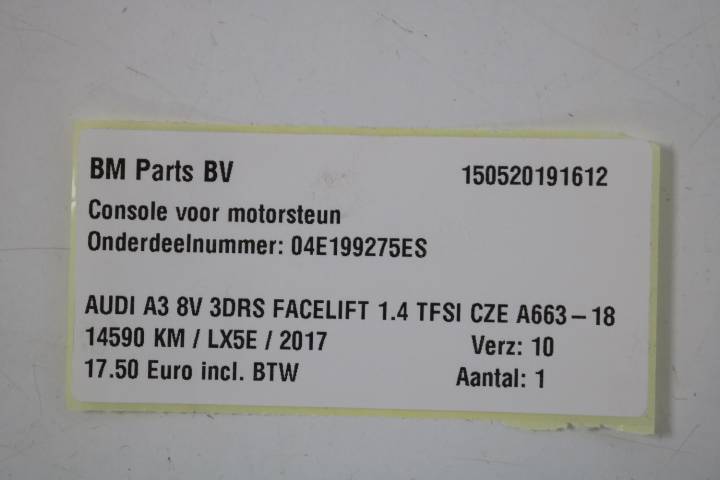 BM Parts BV 150520191612
Console voor motorsteun
Onderdeelnummer: 04E199275ES
AUDI A3 8V 3DRS FACELIFT 1.4 TFSI CZE A663-18
14590 KM / LX5E / 2017 Verz: 10
17.50 Euro incl. BTW Aantal: 1